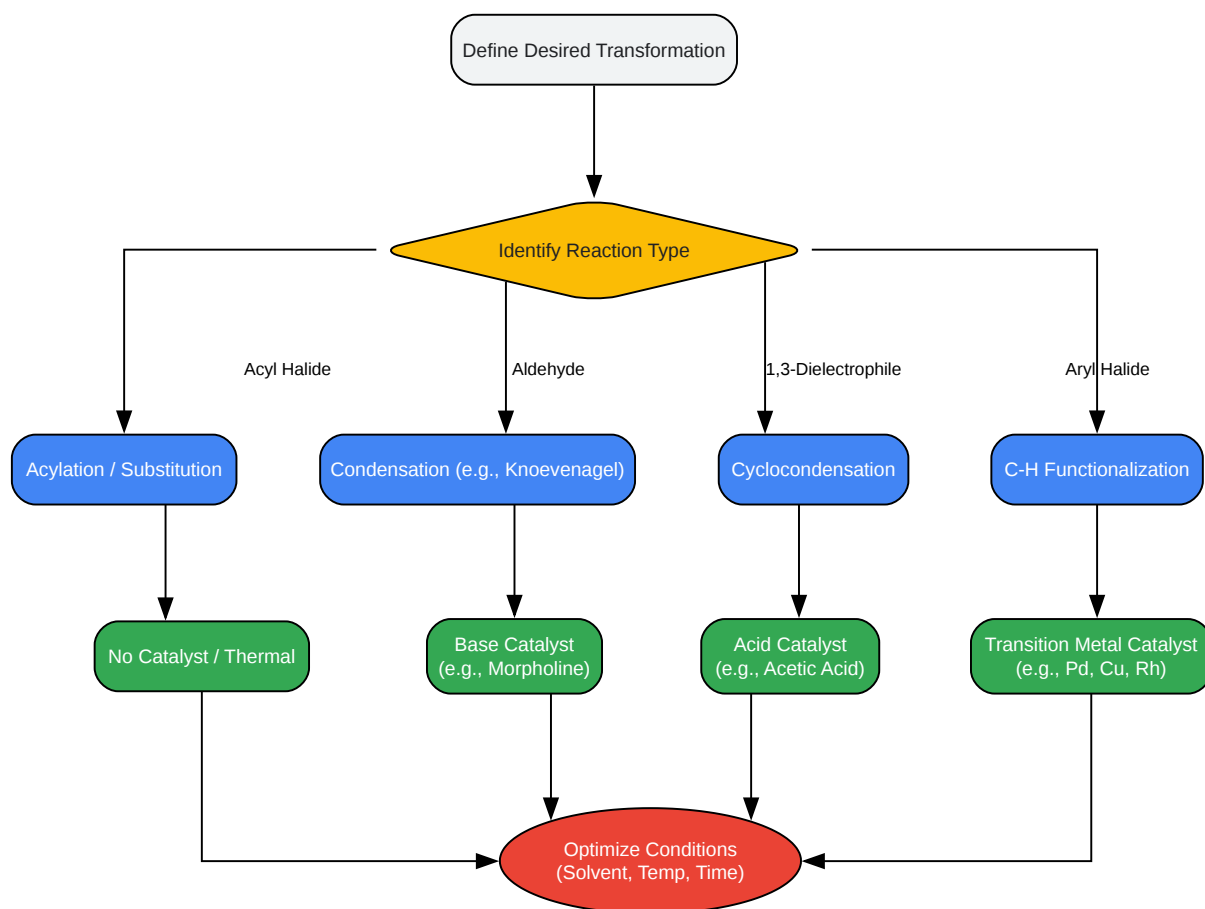 Define Desired Transformation
Identify Reaction Type
Acyl Halide
Aldehyde
1,3-Dielectrophile
Aryl Halide
Acylation / Substitution
Condensation (e.g., Knoevenagel)
Cyclocondensation
C-H Functionalization
No Catalyst / Thermal
Base Catalyst
(e.g., Morpholine)
Acid Catalyst
(e.g., Acetic Acid)
Transition Metal Catalyst
(e.g., Pd, Cu, Rh)
Optimize Conditions
(Solvent, Temp, Time)